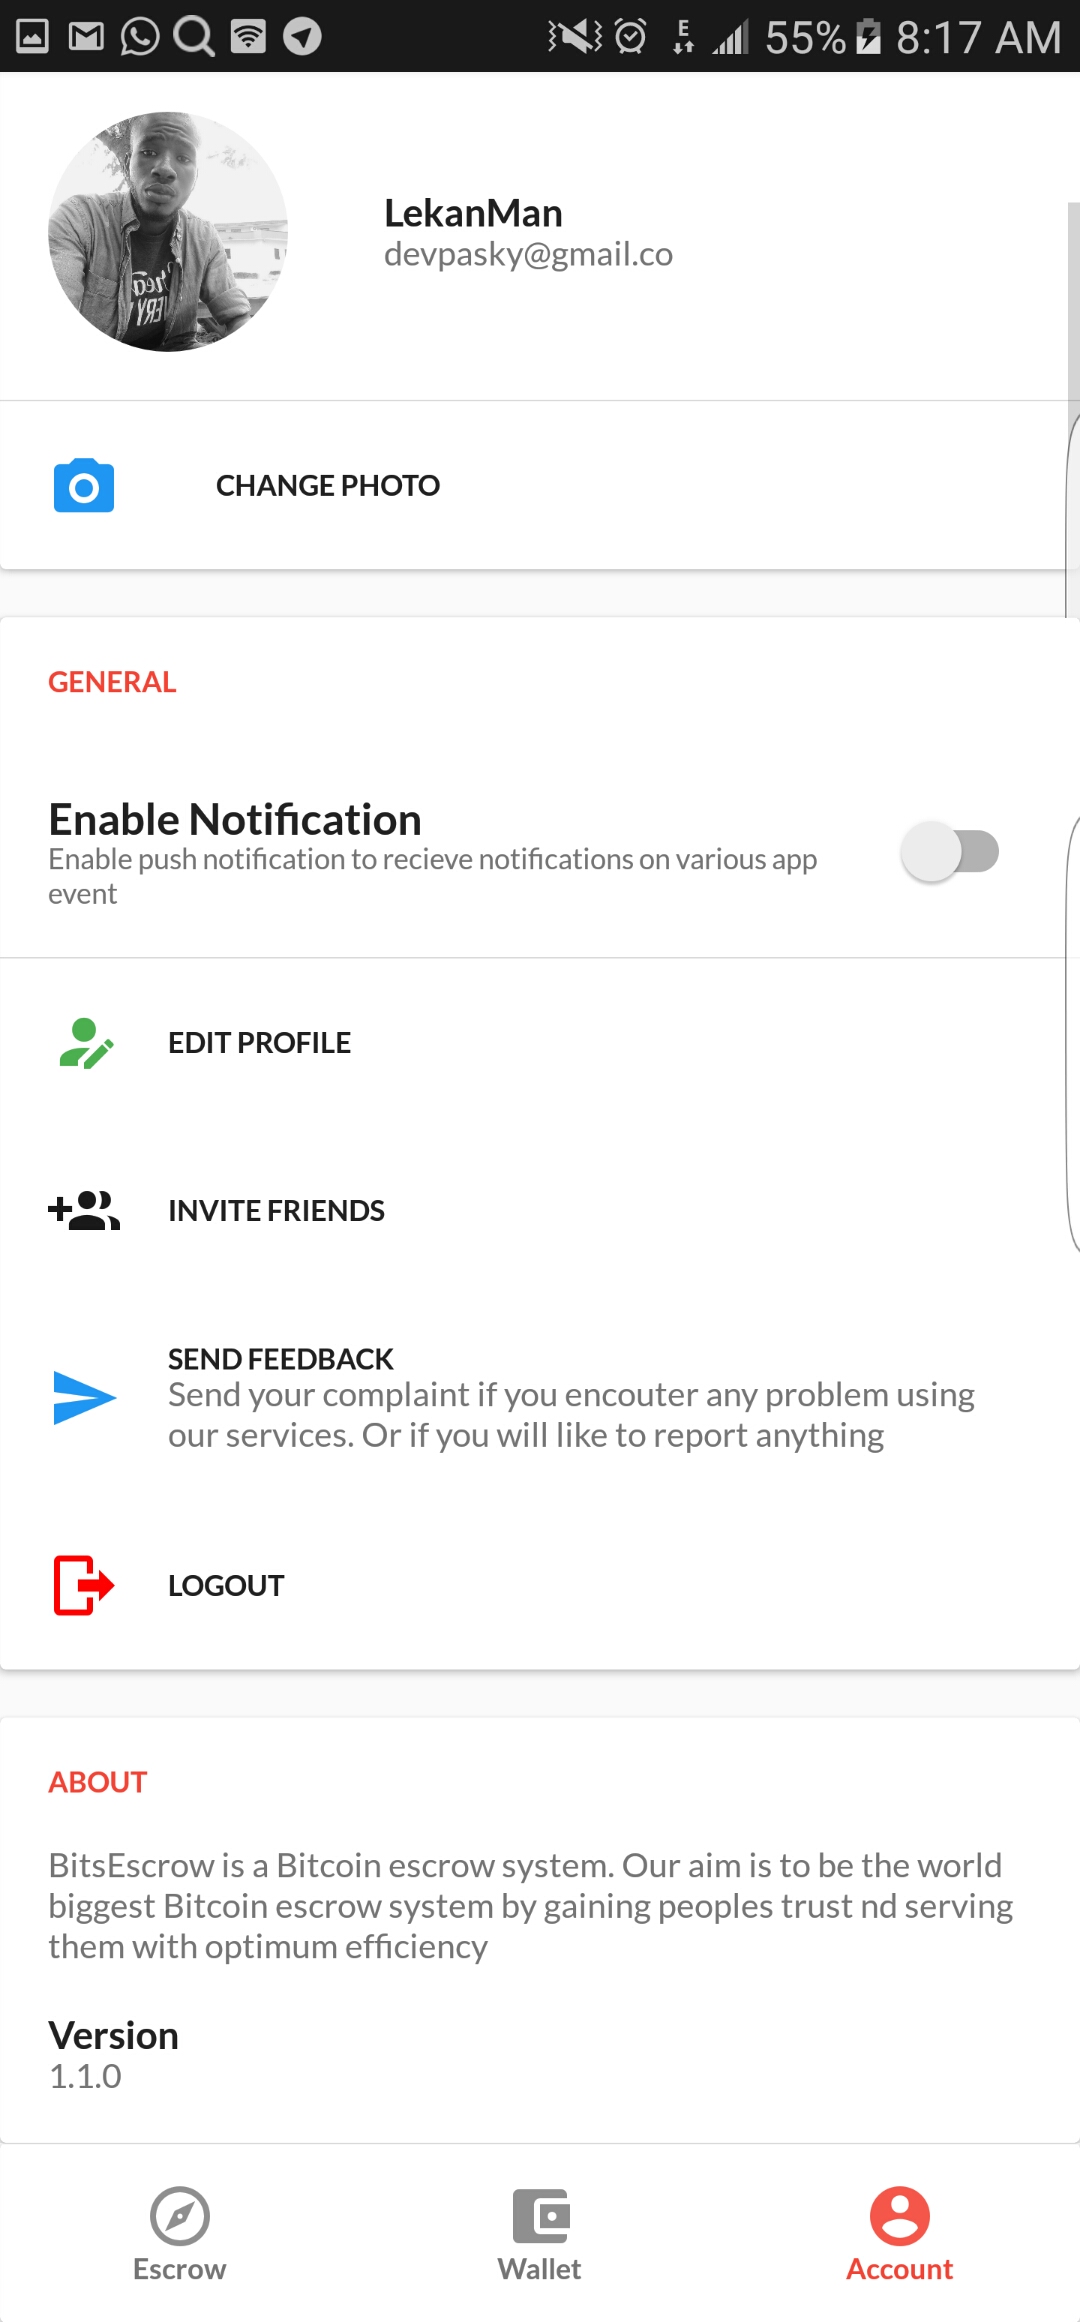 E 55% 8:17 AM
LekanMan
devpasky@gmail.co
CHANGE PHOTO
GENERAL
Enable Notification
Enable push notification to recieve notifications on various app
event
EDIT PROFILE
INVITE FRIENDS
SEND FEEDBACK
Send your complaint if you encouter any problem using
our services. Or if you will like to report anything
LOGOUT
ABOUT
BitsEscrow is a Bitcoin escrow system. Our aim is to be the world
biggest Bitcoin escrow system by gaining peoples trust nd serving
them with optimum efficiency
Version
1.1.0
Escrow Wallet Account